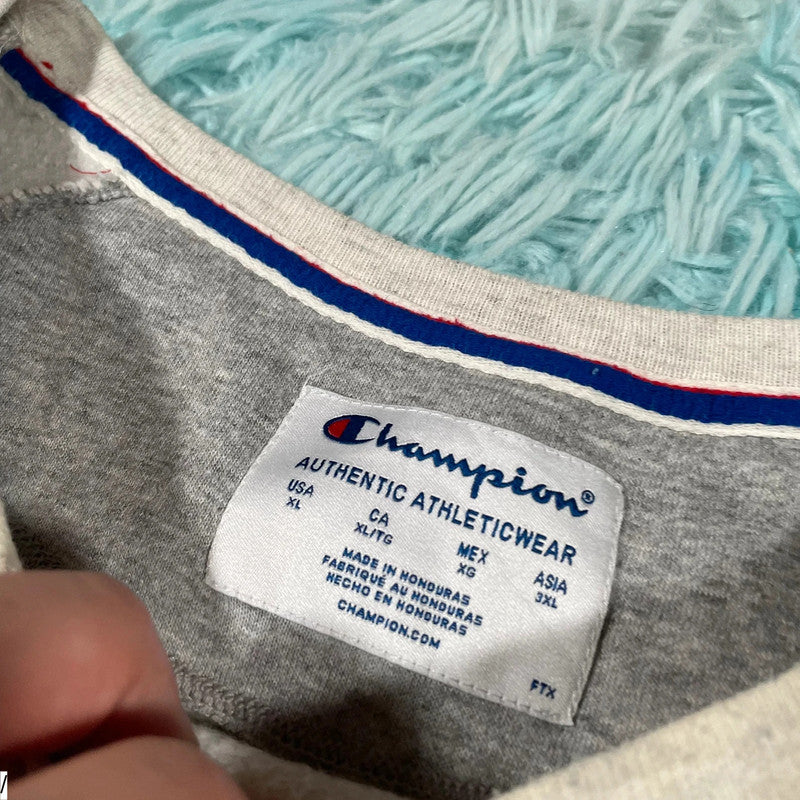 Champion®
AUTHENTIC ATHLETICWEAR
USA CA MEX ASIA
XL XL/TG XG 3XL
MADE IN HONDURAS
FABRIQUÉ AU HONDURAS
HECHO EN HONDURAS
CHAMPION.COM
FTX
/